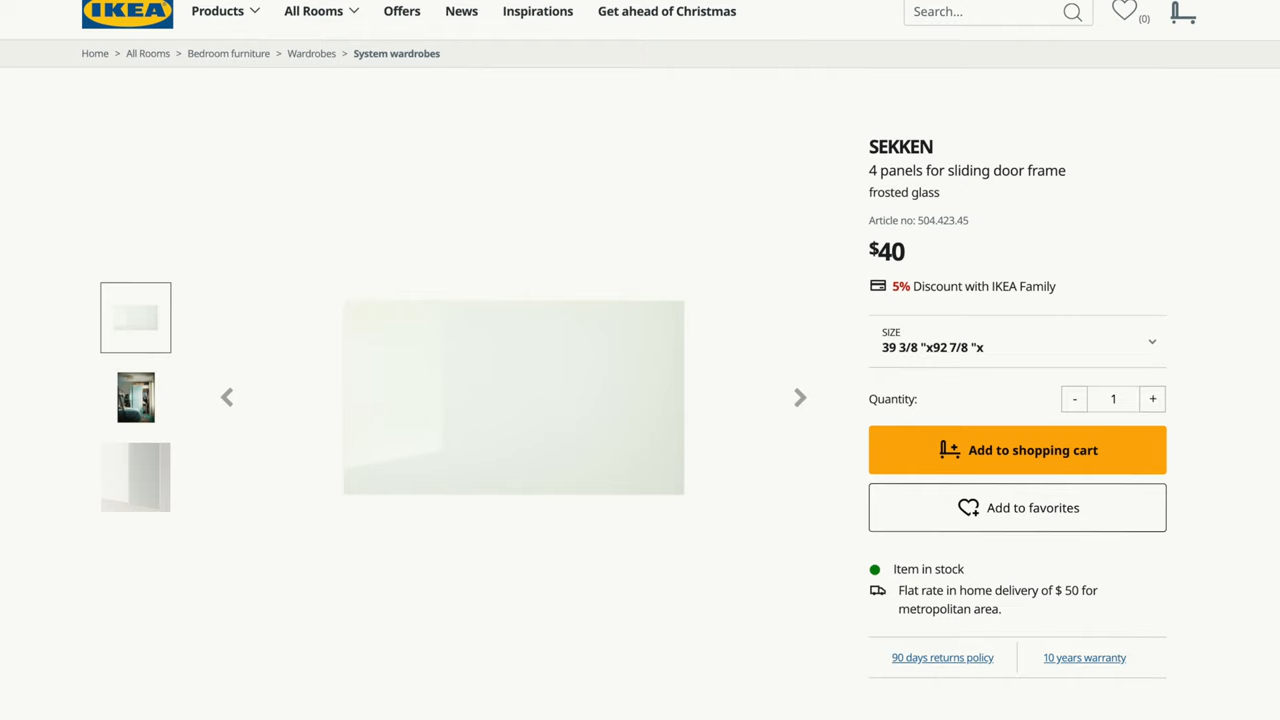 IKEA
Products All Rooms Offers News Inspirations Get ahead of Christmas Search... (0)
Home > All Rooms > Bedroom furniture > Wardrobes > System wardrobes
SEKKEN
4 panels for sliding door frame
frosted glass
Article no: 504.423.45
$40
5% Discount with IKEA Family
SIZE
39 3/8 "x92 7/8 "x
Quantity: - 1 +
Add to shopping cart
Add to favorites
Item in stock
Flat rate in home delivery of $ 50 for
metropolitan area.
90 days returns policy 10 years warranty